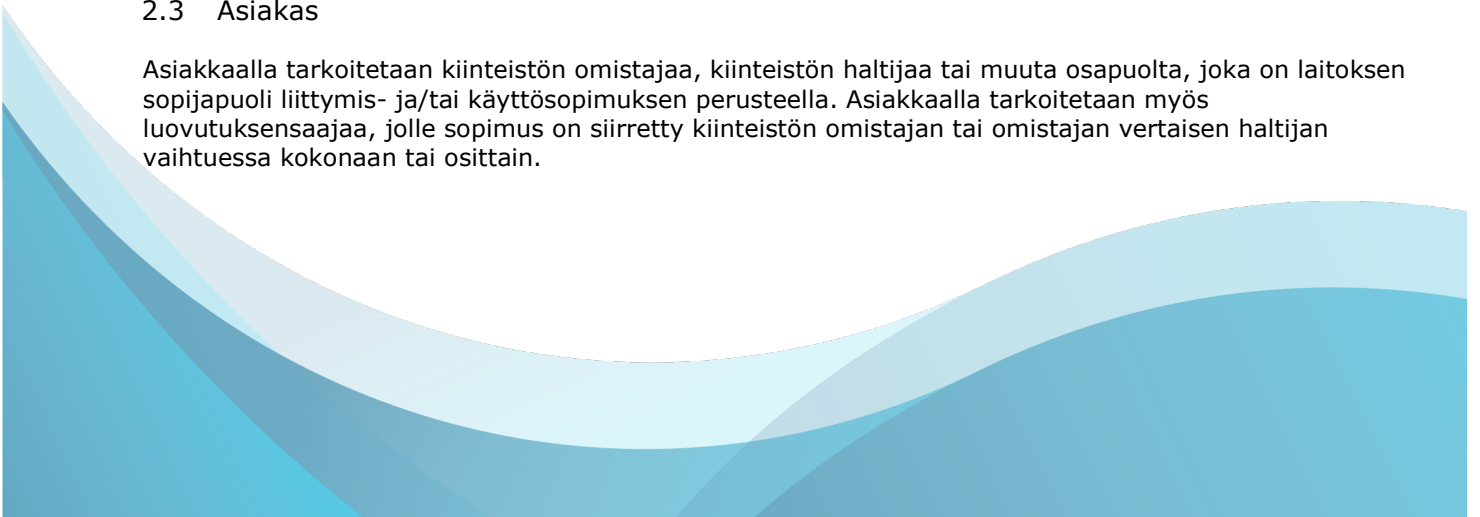 2.3 Asiakas
Asiakkaalla tarkoitetaan kiinteistön omistajaa, kiinteistön haltijaa tai muuta osapuolta, joka on laitoksen
sopijapuoli liittymis- ja/tai käyttösopimuksen perusteella. Asiakkaalla tarkoitetaan myös
luovutuksensaajaa, jolle sopimus on siirretty kiinteistön omistajan tai omistajan vertaisen haltijan
vaihtuessa kokonaan tai osittain.